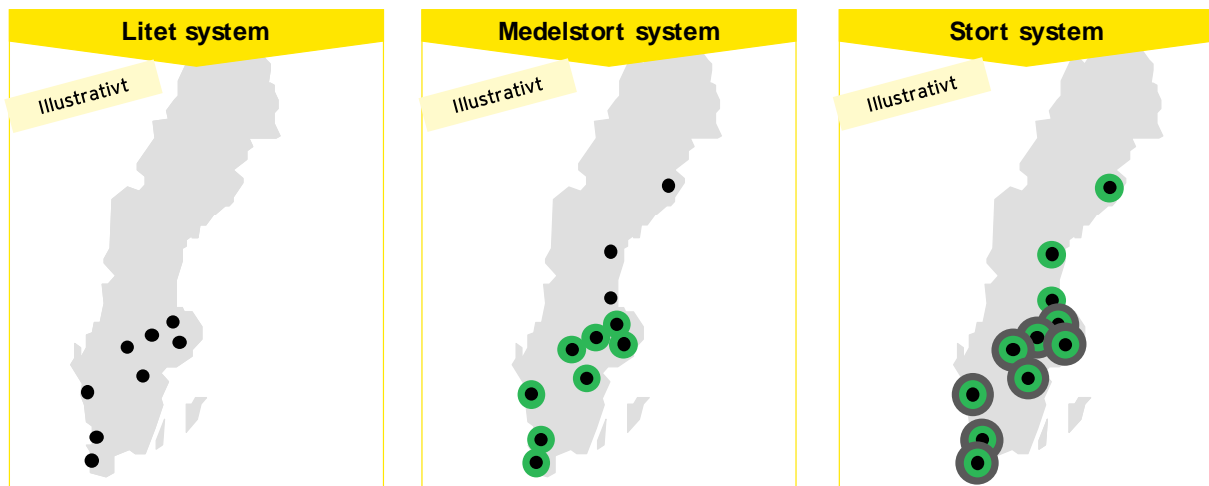 Litet system
Medelstort system
Stort system
Illustrativt
Illustrativt
Illustrativt